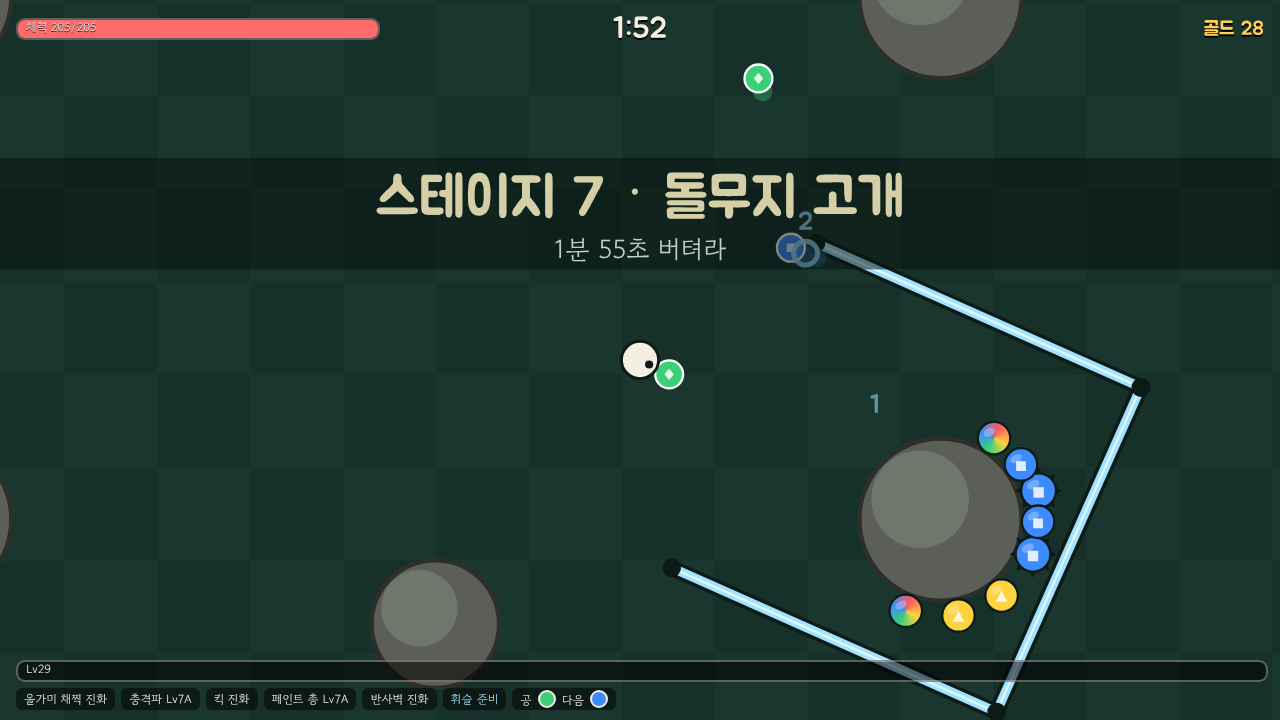 체력 205/205
1:52
골드 28
스테이지 7 · 돌무지 고개
1분 55초 버텨라
2
1
Lv29
올가미 채찍 진화
충격파 Lv7A
킥 진화
페인트 총 Lv7A
반사벽 진화
휘슬 준비
공 다음